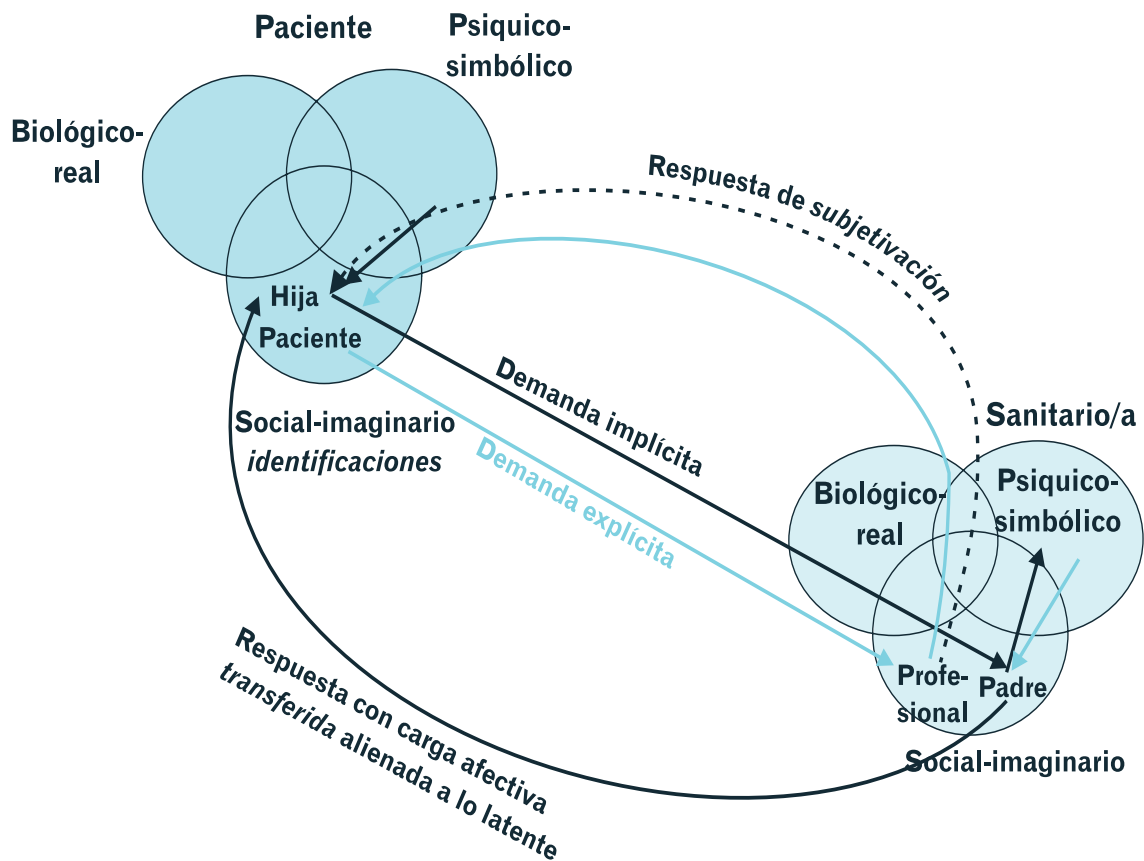 Paciente
Psiquico-
simbólico
Biológico-
real
Respuesta de subjetivación
Hija
Paciente
Social-imaginario
identificaciones
Demanda implícita
Demanda explícita
Sanitario/a
Biológico-
real
Psiquico-
simbólico
Profe-
sional
Padre
Social-imaginario
Respuesta con carga afectiva
transferida alienada a lo latente